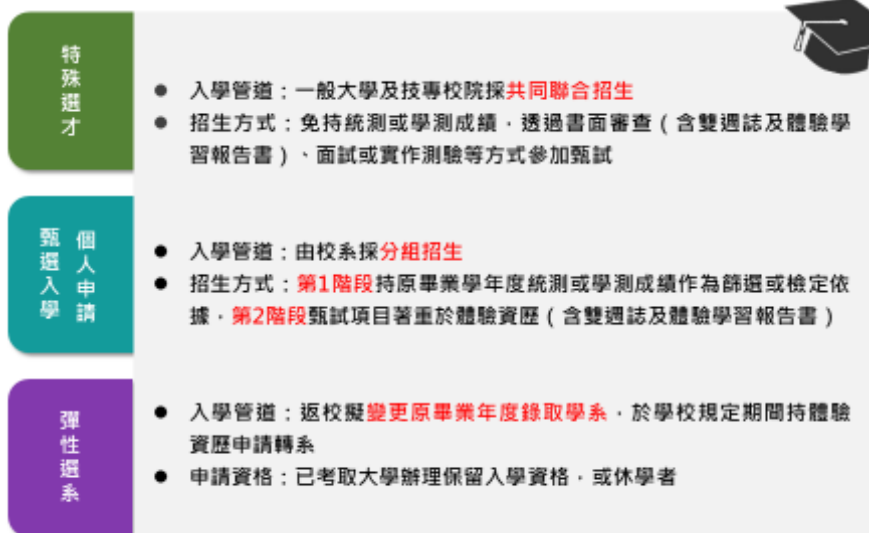 特殊選才
入學管道：一般大學及技專校院採共同聯合招生
招生方式：免持統測或學測成績，透過書面審查（含雙週誌及體驗學
習報告書）、面試或實作測驗等方式參加甄試
個人申請
甄選入學
入學管道：由校系採分組招生
招生方式：第1階段持原畢業學年度統測或學測成績作為篩選或檢定依
據，第2階段甄試項目著重於體驗資歷（含雙週誌及體驗學習報告書）
彈性選系
入學管道：返校擬變更原畢業年度錄取學系，於學校規定期間持體驗
資歷申請轉系
申請資格：已考取大學辦理保留入學資格，或休學者